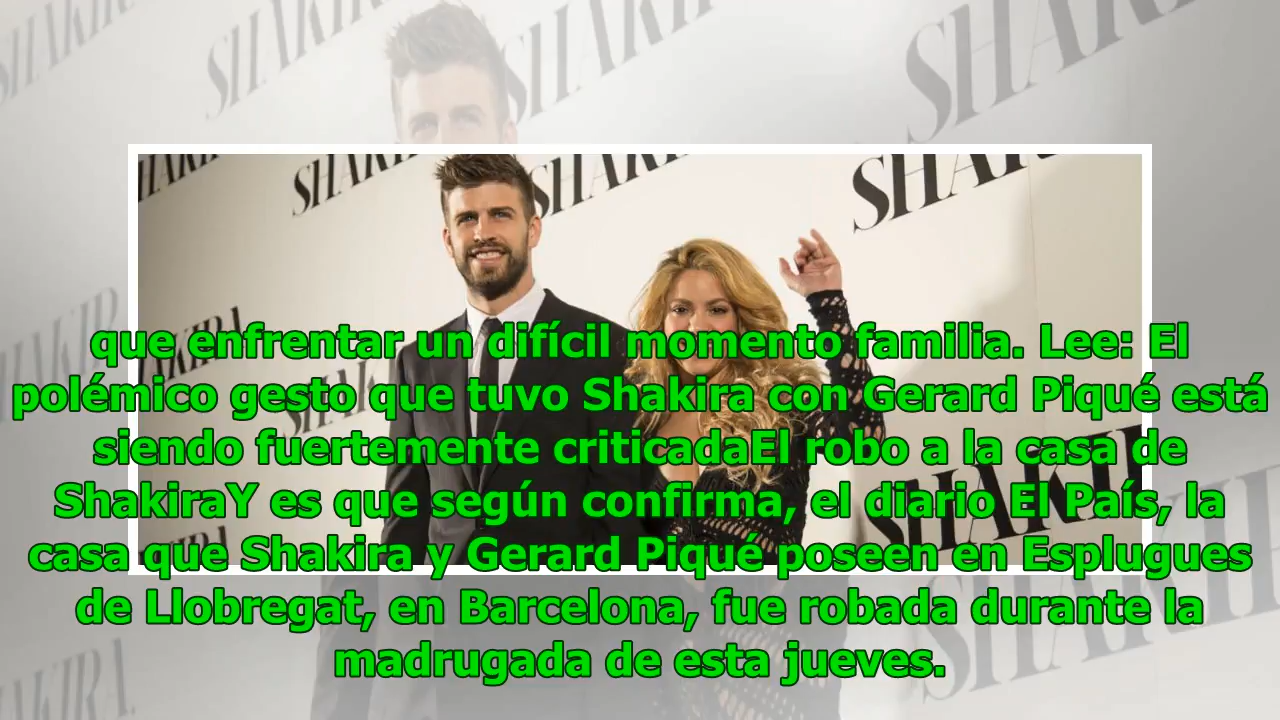 SHAKIRA
que enfrentar un difícil momento familia. Lee: El
polémico gesto que tuvo Shakira con Gerard Piqué está
siendo fuertemente criticadaEl robo a la casa de
ShakiraY es que según confirma, el diario El País, la
casa que Shakira y Gerard Piqué poseen en Esplugues
de Llobregat, en Barcelona, fue robada durante la
madrugada de esta jueves.